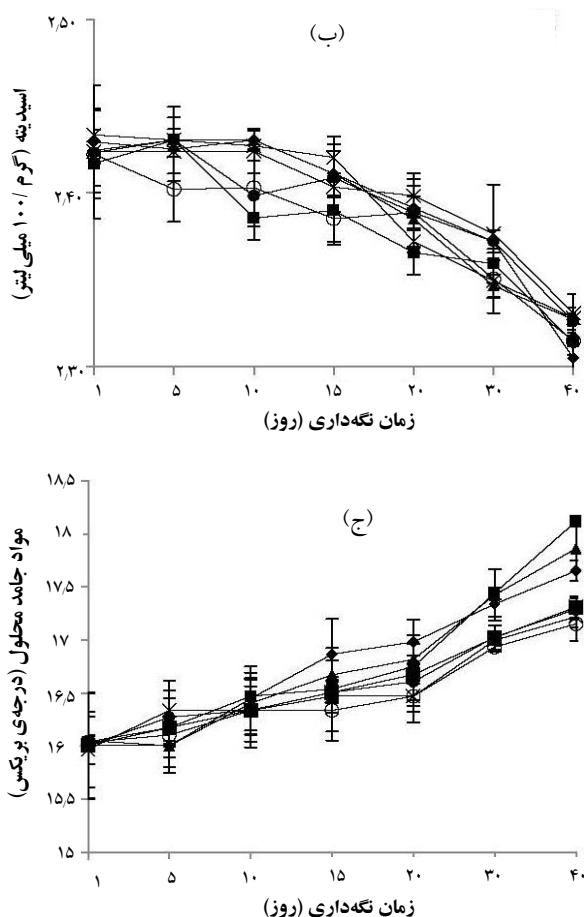 (ب)
اسیدیته (گرم /۱۰۰ میلی لیتر)
۲٫۵۰
۲٫۴۰
۲٫۳۰
۱ ۵ ۱۰ ۱۵ ۲۰ ۳۰ ۴۰
زمان نگه‌داری (روز)
(ج)
مواد جامد محلول (درجه‌ی بریکس)
۱۸٫۵
۱۸
۱۷٫۵
۱۷
۱۶٫۵
۱۶
۱۵٫۵
۱۵
۱ ۵ ۱۰ ۱۵ ۲۰ ۳۰ ۴۰
زمان نگه‌داری (روز)